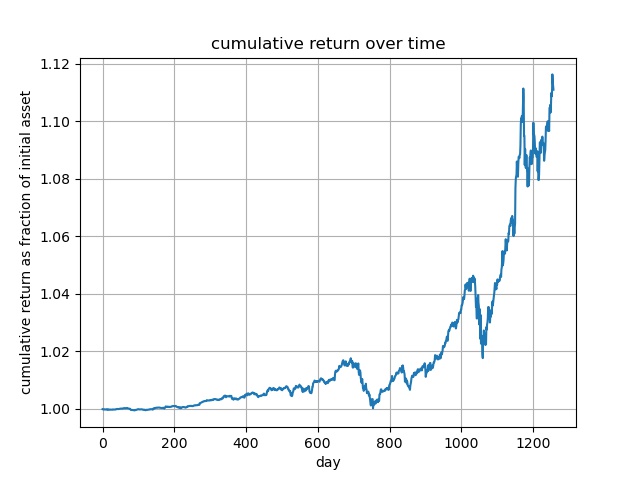 cumulative return over time
cumulative return as fraction of initial asset
1.12
1.10
1.08
1.06
1.04
1.02
1.00
0 200 400 600 800 1000 1200
day